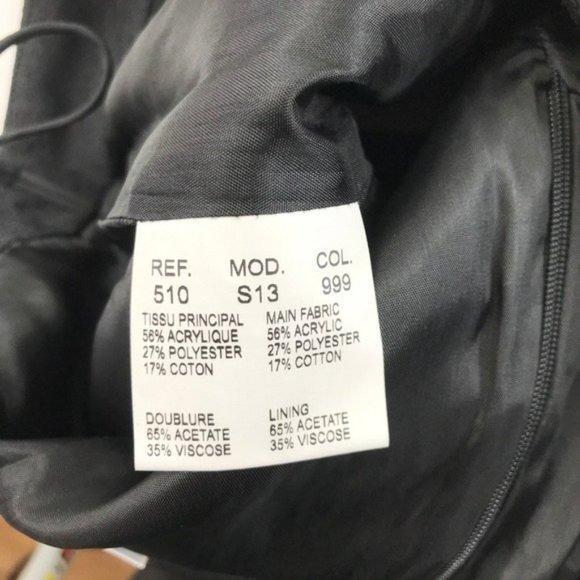 REF. MOD. COL.
510 S13 999
TISSU PRINCIPAL MAIN FABRIC
56% ACRYLIQUE 56% ACRYLIC
27% POLYESTER 27% POLYESTER
17% COTON 17% COTTON
DOUBLURE LINING
65% ACETATE 65% ACETATE
35% VISCOSE 35% VISCOSE